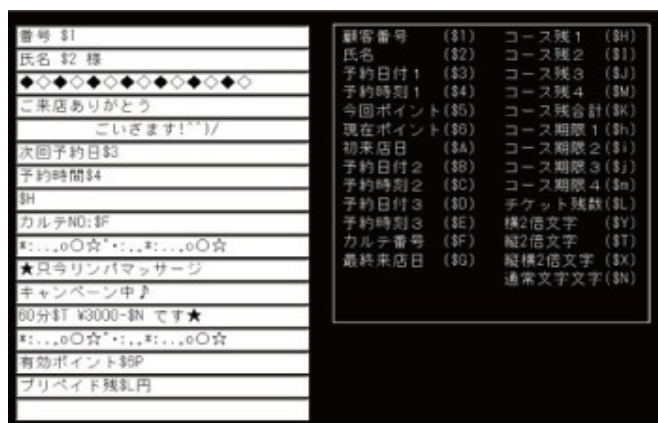 番号 $1
氏名 $2 様
◆◇◆◇◆◇◆◇◆◇◆◇
ご来店ありがとう
ごいぎます!^^)/
次回予約日$3
予約時間$4
$H
カルテNO:$F
*:..,.o○☆*・:.,.*:...o○☆
★只今リンパマッサージ
キャンペーン中♪
60分$T ¥3000-$N です★
*:..,.o○☆*・:.,.*:...o○☆
有効ポイント$6P
プリペイド残$L円
顧客番号 ($1)
氏名 ($2)
予約日付1 ($3)
予約時刻1 ($4)
今回ポイント($5)
現在ポイント($6)
初来店日 ($A)
予約日付2 ($B)
予約時刻2 ($C)
予約日付3 ($D)
予約時刻3 ($E)
カルテ番号 ($F)
最終来店日 ($G)
コース残1 ($H)
コース残2 ($I)
コース残3 ($J)
コース残4 ($M)
コース残合計($K)
コース期限1($h)
コース期限2($i)
コース期限3($j)
コース期限4($m)
チケット残数($L)
横2倍文字 ($Y)
縦2倍文字 ($T)
縦横2倍文字 ($X)
通常文字文字($N)